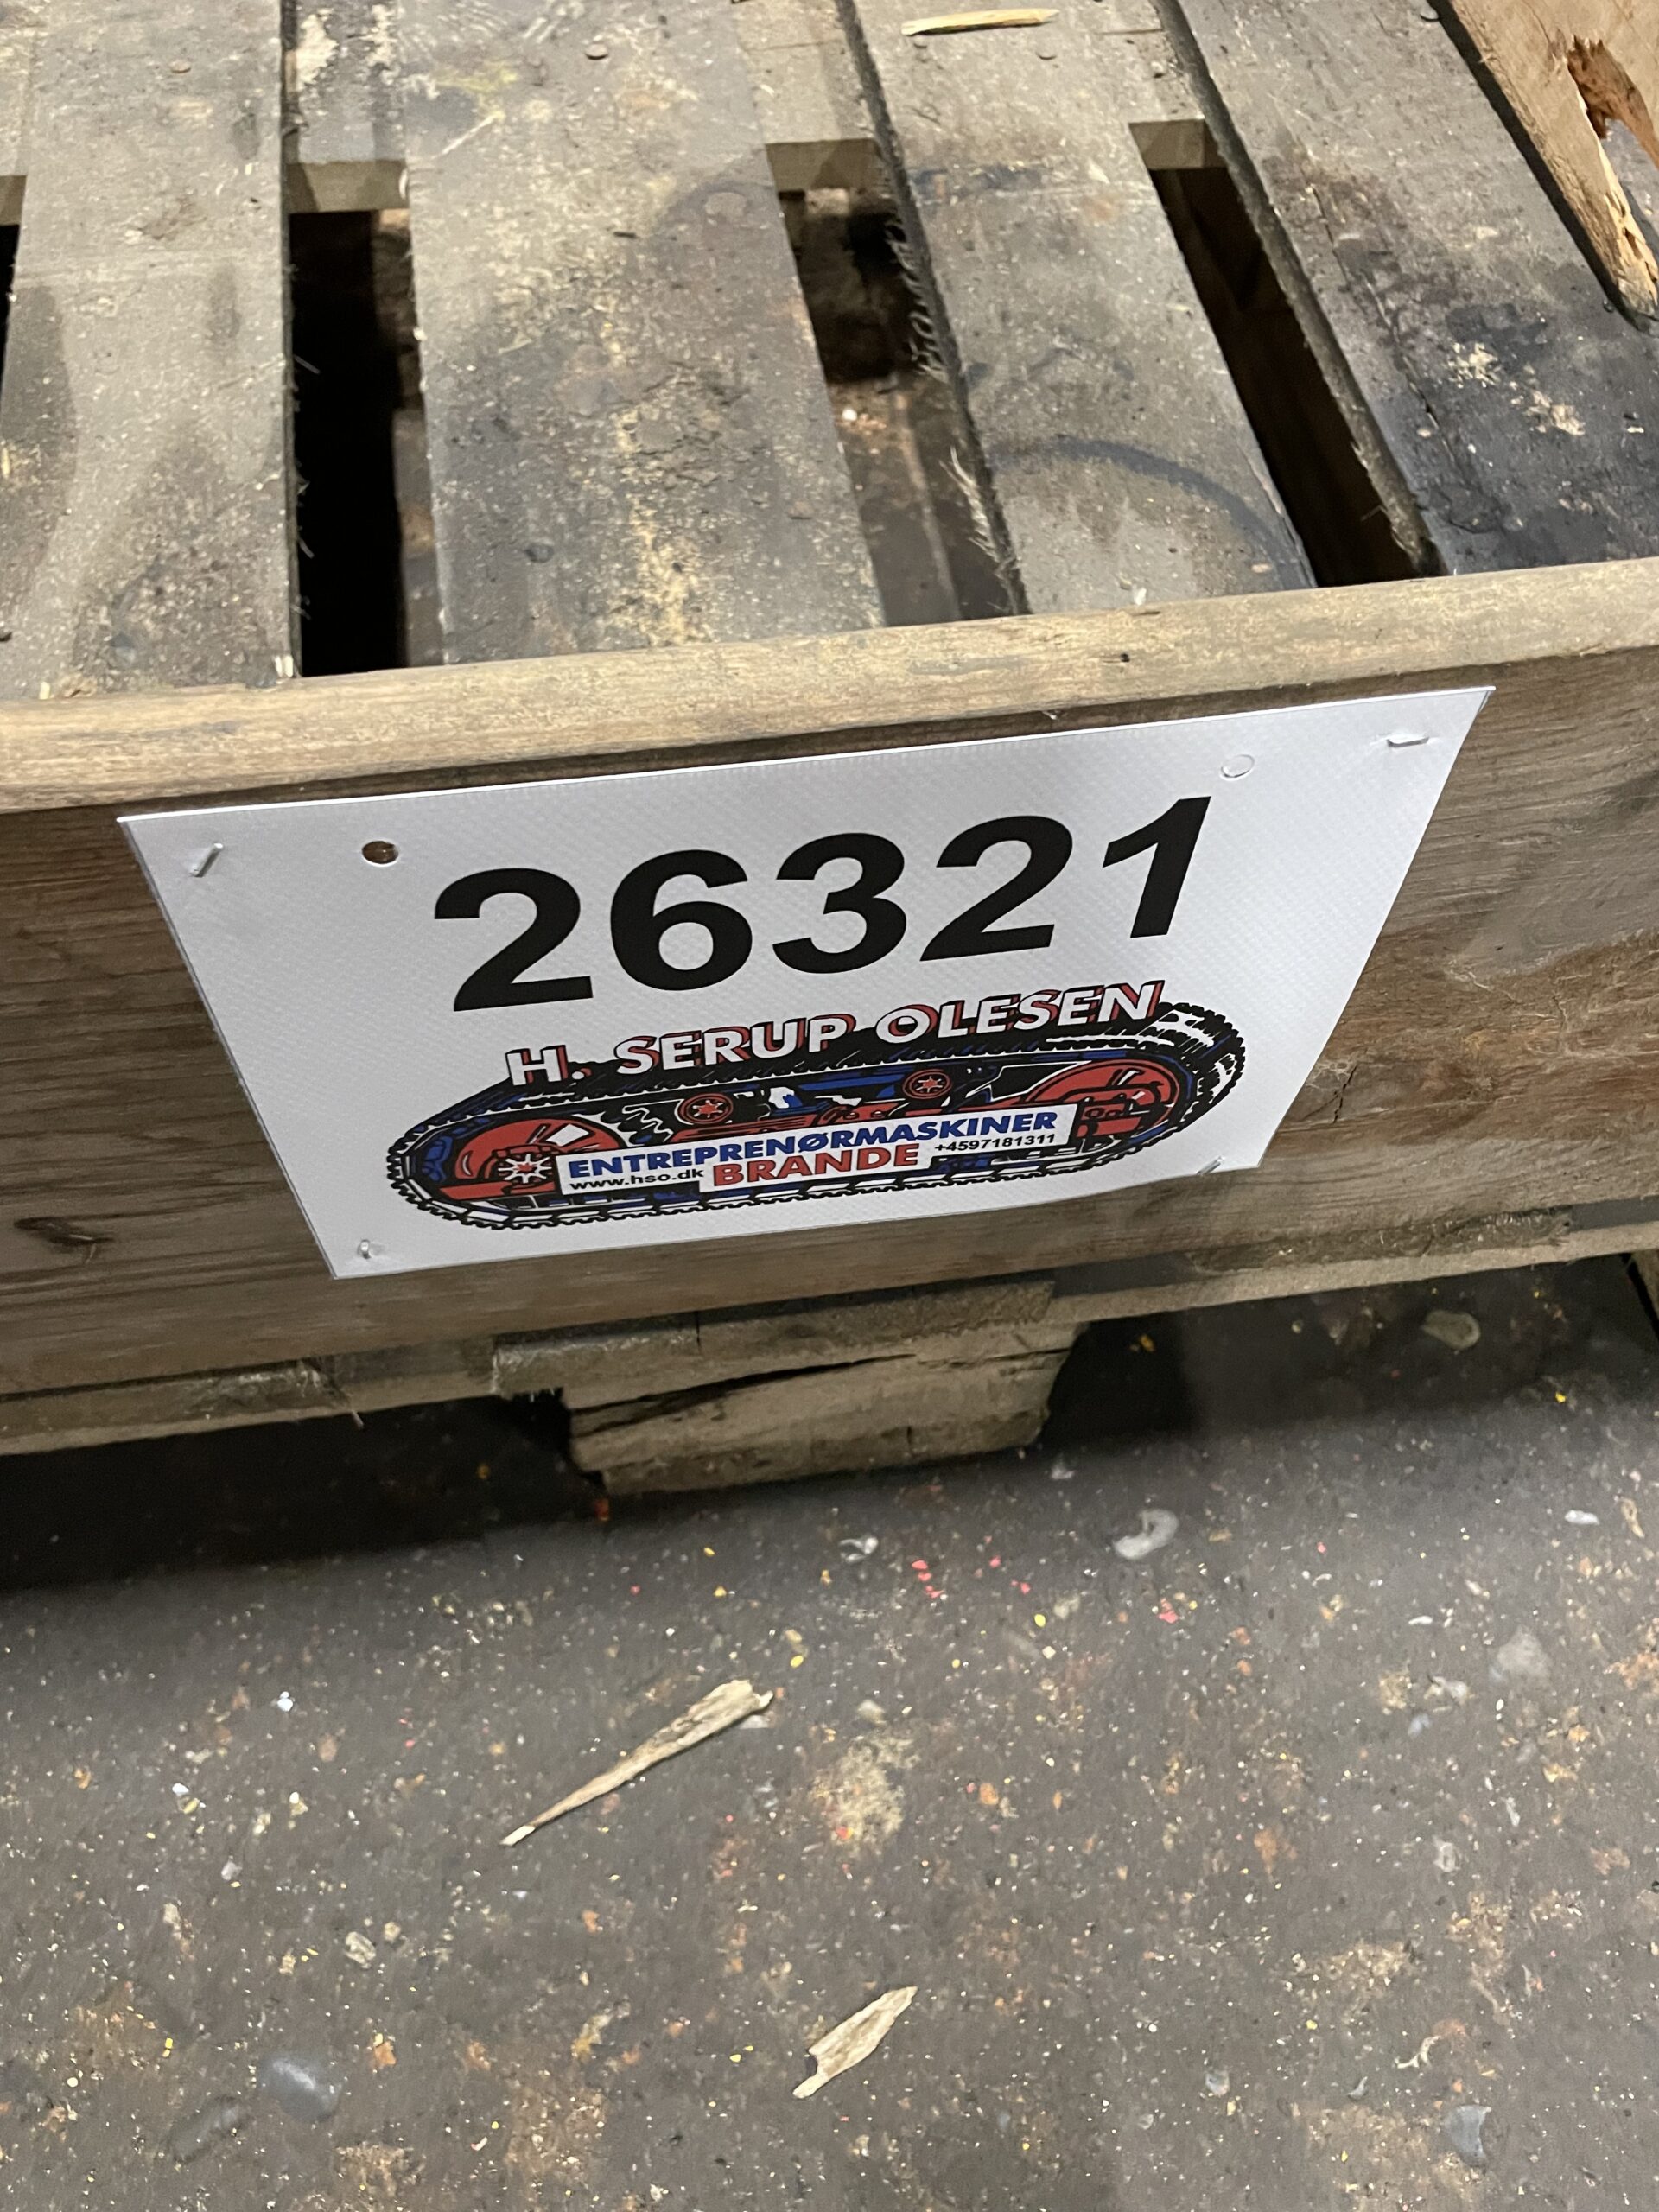 26321
H. SERUP OLESEN
ENTREPRENØRMASKINER
www.hso.dk BRANDE +4597181311